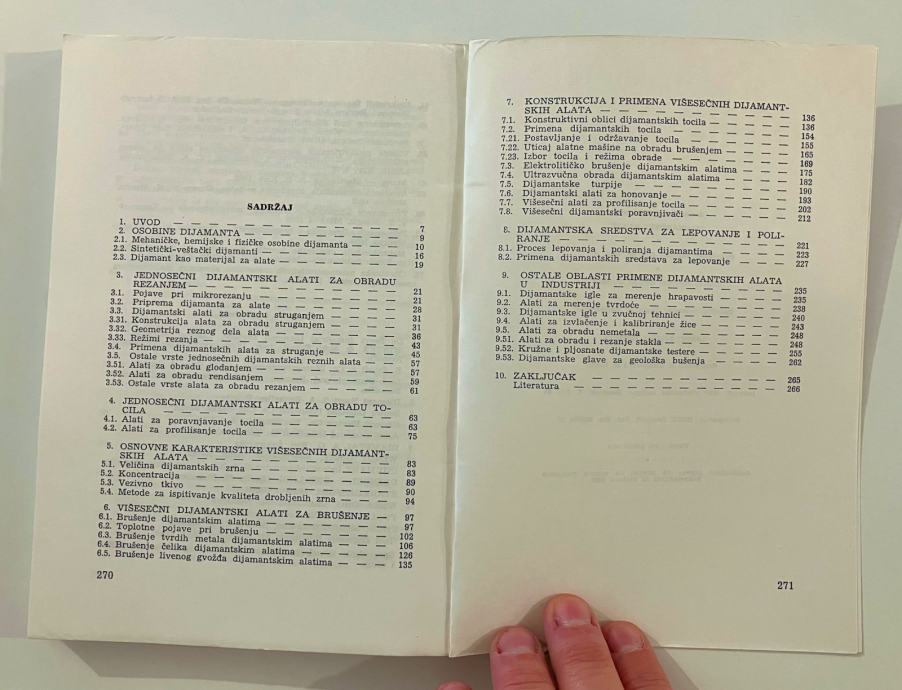 SADRŽAJ
1. UVOD — — — — — — — — — — — 7
2. OSOBINE DIJAMANTA — — — — — — — 9
2.1. Mehaničke, hemijske i fizičke osobine dijamanta — — 10
2.2. Sintetički-veštački dijamanti — — — — — — 16
2.3. Dijamant kao materijal za alate — — — — — 19
3. JEDNOSEČNI DIJAMANTSKI ALATI ZA OBRADU
REZANJEM — — — — — — — — — — 21
3.1. Pojave pri mikrorezanju — — — — — — — 21
3.2. Priprema dijamanta za alate — — — — — — 28
3.3. Dijamantski alati za obradu struganjem — — — — 31
3.31. Konstrukcija alata za obradu struganjem — — — 31
3.32. Geometrija reznog dela alata — — — — — — 36
3.33. Režimi rezanja — — — — — — — — — 43
3.4. Primena dijamantskih alata za struganje — — — — 45
3.5. Ostale vrste jednosečnih dijamantskih reznih alata — — 57
3.51. Alati za obradu glodanjem — — — — — — — 57
3.52. Alati za obradu rendisanjem — — — — — — 59
3.53. Ostale vrste alata za obradu rezanjem — — — — 61
4. JEDNOSEČNI DIJAMANTSKI ALATI ZA OBRADU TO-
CILA — — — — — — — — — — — 63
4.1. Alati za poravnjavanje tocila — — — — — — 63
4.2. Alati za profilisanje tocila — — — — — — — 75
5. OSNOVNE KARAKTERISTIKE VIŠESEČNIH DIJAMANT-
SKIH ALATA — — — — — — — — — — 83
5.1. Veličina dijamantskih zrna — — — — — — — 83
5.2. Koncentracija — — — — — — — — — 89
5.3. Vezivno tkivo — — — — — — — — — 90
5.4. Metode za ispitivanje kvaliteta drobljenih zrna — — — 94
6. VIŠESEČNI DIJAMANTSKI ALATI ZA BRUŠENJE — 97
6.1. Brušenje dijamantskim alatima — — — — — — 97
6.2. Toplotne pojave pri brušenju — — — — — — 102
6.3. Brušenje tvrdih metala dijamantskim alatima — — — 106
6.4. Brušenje čelika dijamantskim alatima — — — — 126
6.5. Brušenje livenog gvožđa dijamantskim alatima — — — 135
270
7. KONSTRUKCIJA I PRIMENA VIŠESEČNIH DIJAMANT-
SKIH ALATA — — — — — — — — — — 136
7.1. Konstruktivni oblici dijamantskih tocila — — — — 136
7.2. Primena dijamantskih tocila — — — — — — 154
7.21. Postavljanje i održavanje tocila — — — — — 155
7.22. Uticaj alatne mašine na obradu brušenjem — — — 165
7.23. Izbor tocila i režima obrade — — — — — — 169
7.3. Elektrolitičko brušenje dijamantskim alatima — — — 175
7.4. Ultrazvučna obrada dijamantskim alatima — — — — 182
7.5. Dijamantske turpije — — — — — — — — 190
7.6. Dijamantski alati za honovanje — — — — — — 193
7.7. Višesečni alati za profilisanje tocila — — — — — 202
7.8. Višesečni dijamantski poravnjivači — — — — — 212
8. DIJAMANTSKA SREDSTVA ZA LEPOVANJE I POLI-
RANJE — — — — — — — — — — — 221
8.1. Proces lepovanja i poliranja dijamantima — — — — 223
8.2. Primena dijamantskih sredstava za lepovanje — — — 227
9. OSTALE OBLASTI PRIMENE DIJAMANTSKIH ALATA
U INDUSTRIJI — — — — — — — — — 235
9.1. Dijamantske igle za merenje hrapavosti — — — — 235
9.2. Alati za merenje tvrdoće — — — — — — — 238
9.3. Dijamantske igle u zvučnoj tehnici — — — — — 240
9.4. Alati za izvlačenje i kalibriranje žice — — — — — 243
9.5. Alati za obradu nemetala — — — — — — — 248
9.51. Alati za obradu i rezanje stakla — — — — — 248
9.52. Kružne i pljosnate dijamantske testere — — — — 255
9.53. Dijamantske glave za geološka bušenja — — — — 262
10. ZAKLJUČAK — — — — — — — — — 265
Literatura — — — — — — — — — — 266
271